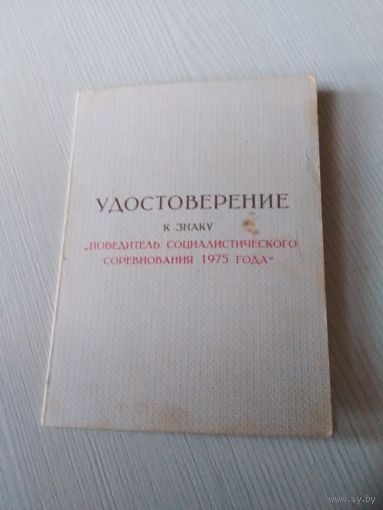 УДОСТОВЕРЕНИЕ
К ЗНАКУ
„ПОБЕДИТЕЛЬ СОЦИАЛИСТИЧЕСКОГО
СОРЕВНОВАНИЯ 1975 ГОДА“
www.ay.by